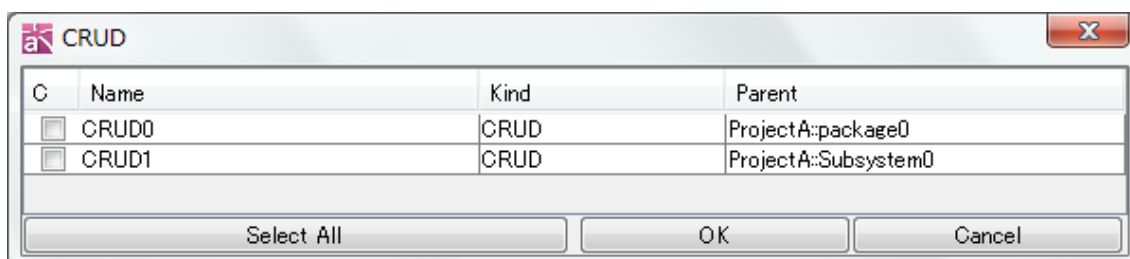 CRUD
C Name Kind Parent
CRUD0 CRUD ProjectA::package0
CRUD1 CRUD ProjectA::Subsystem0
Select All OK Cancel